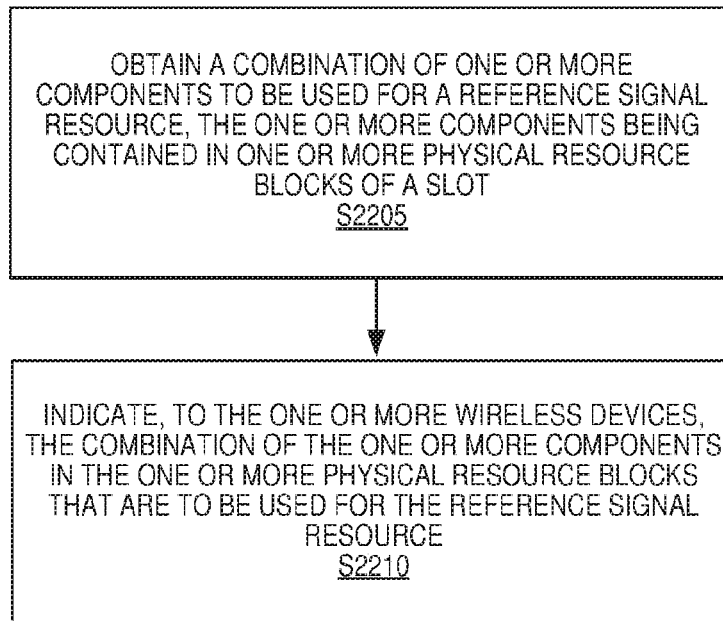 OBTAIN A COMBINATION OF ONE OR MORE
COMPONENTS TO BE USED FOR A REFERENCE SIGNAL
RESOURCE, THE ONE OR MORE COMPONENTS BEING
CONTAINED IN ONE OR MORE PHYSICAL RESOURCE
BLOCKS OF A SLOT
S2205
INDICATE, TO THE ONE OR MORE WIRELESS DEVICES,
THE COMBINATION OF THE ONE OR MORE COMPONENTS
IN THE ONE OR MORE PHYSICAL RESOURCE BLOCKS
THAT ARE TO BE USED FOR THE REFERENCE SIGNAL
RESOURCE
S2210